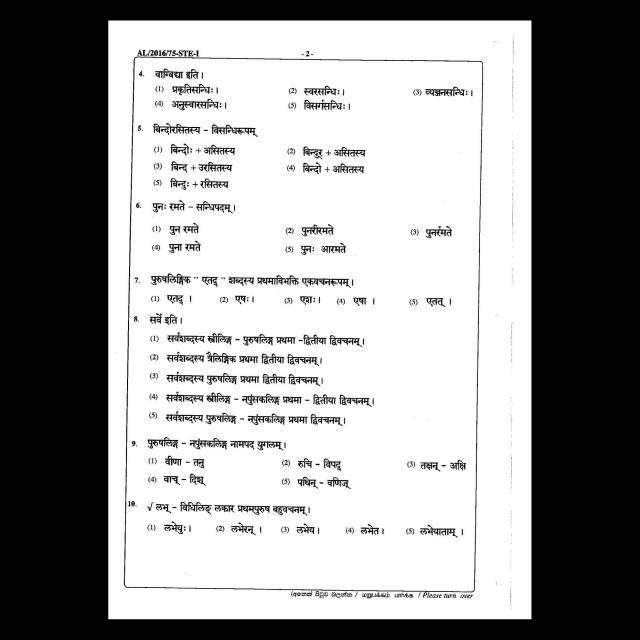 AL/2016/75-STE-I - 2 -
4. वाग्विद्या इति।
(1) प्रकृतिसन्धिः। (2) स्वरसन्धिः। (3) व्यञ्जनसन्धिः।
(4) अनुस्वारसन्धिः। (5) विसर्गसन्धिः।
5. बिन्दोरसितस्य – विसन्धिरूपम्
(1) बिन्दोः + असितस्य (2) बिन्दूर् + असितस्य
(3) बिन्द + उरसितस्य (4) बिन्दो + असितस्य
(5) बिन्दुः + रसितस्य
6. पुनः रमते – सन्धिपदम्।
(1) पुन रमते (2) पुनरीरमते (3) पुनर्रमते
(4) पुना रमते (5) पुनः आरमते
7. पुरुषलिङ्गिक " एतद् " शब्दस्य प्रथमाविभक्ति एकवचनरूपम्।
(1) एतद् । (2) एषः। (3) एशः। (4) एषा । (5) एतत् ।
8. सर्वे इति।
(1) सर्वशब्दस्य स्त्रीलिङ्ग – पुरुषलिङ्ग प्रथमा –द्वितीया द्विवचनम्।
(2) सर्वशब्दस्य त्रैलिङ्गिक प्रथमा द्वितीया द्विवचनम्।
(3) सर्वशब्दस्य पुरुषलिङ्ग प्रथमा द्वितीया द्विवचनम्।
(4) सर्वशब्दस्य स्त्रीलिङ्ग – नपुंसकलिङ्ग प्रथमा – द्वितीया द्विवचनम्।
(5) सर्वशब्दस्य पुरुषलिङ्ग – नपुंसकलिङ्ग प्रथमा द्वितीया द्विवचनम्।
9. पुरुषलिङ्ग – नपुंसकलिङ्ग नामपद युगलम्।
(1) वीणा – तनु (2) रुचि – विपद् (3) तक्षन् – अक्षि
(4) वाच् – दिश् (5) पथिन् – वणिज्
10. √ लभ् – विधिलिङ् लकार प्रथमपुरुष बहुवचनम्।
(1) लभेयुः। (2) लभेरन् । (3) लभेय। (4) लभेत। (5) लभेयाताम् ।
(අනෙක් පිටුව බලන්න / மறுபக்கம் பார்க்க / Please turn over